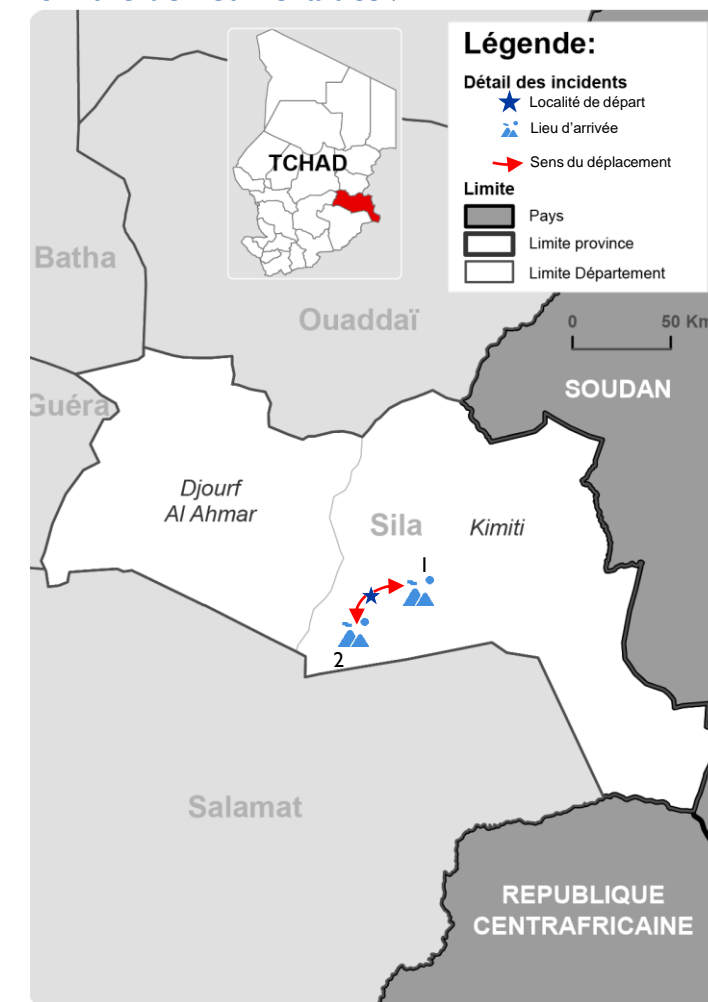 Légende:
Détail des incidents
Localité de départ
Lieu d'arrivée
Sens du déplacement
Limite
Pays
Limite province
Limite Département
TCHAD
Batha
Ouaddaï
0 50 Km
SOUDAN
Guéra
Djourf
Al Ahmar
Sila
Kimiti
1
2
Salamat
REPUBLIQUE
CENTRAFRICAINE